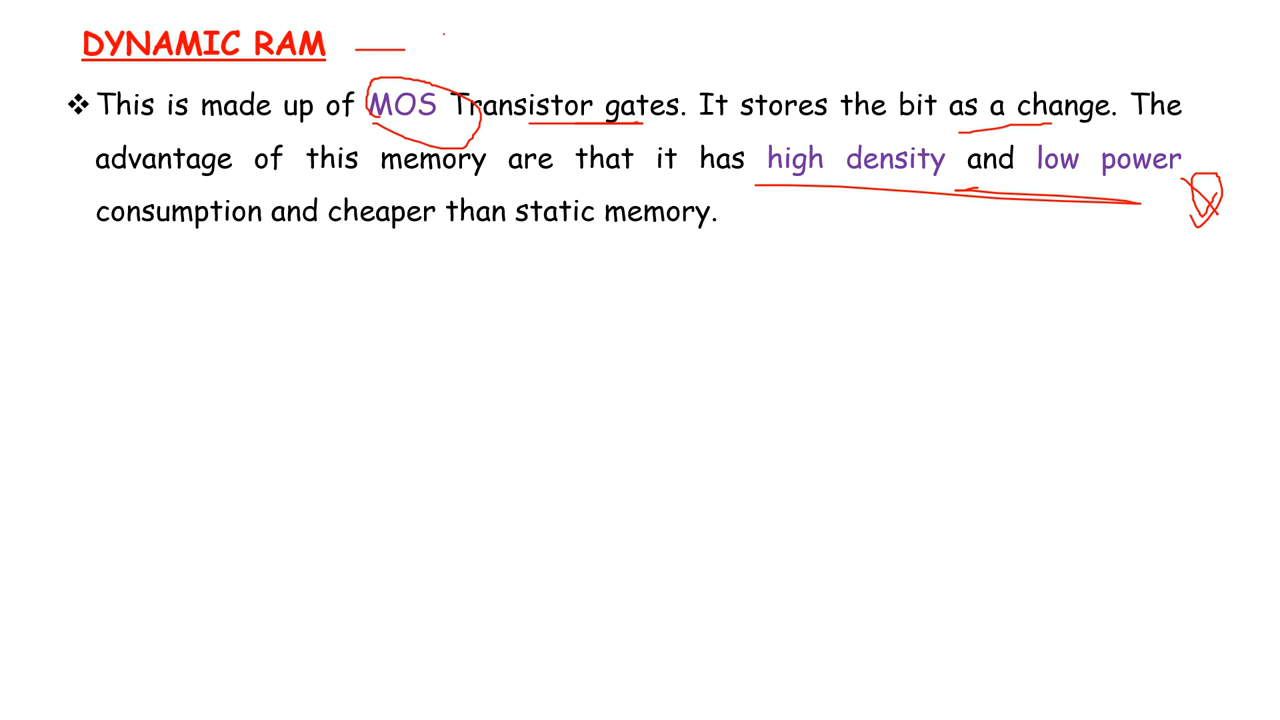 DYNAMIC RAM
❖ This is made up of MOS Transistor gates. It stores the bit as a change. The
advantage of this memory are that it has high density and low power
consumption and cheaper than static memory.